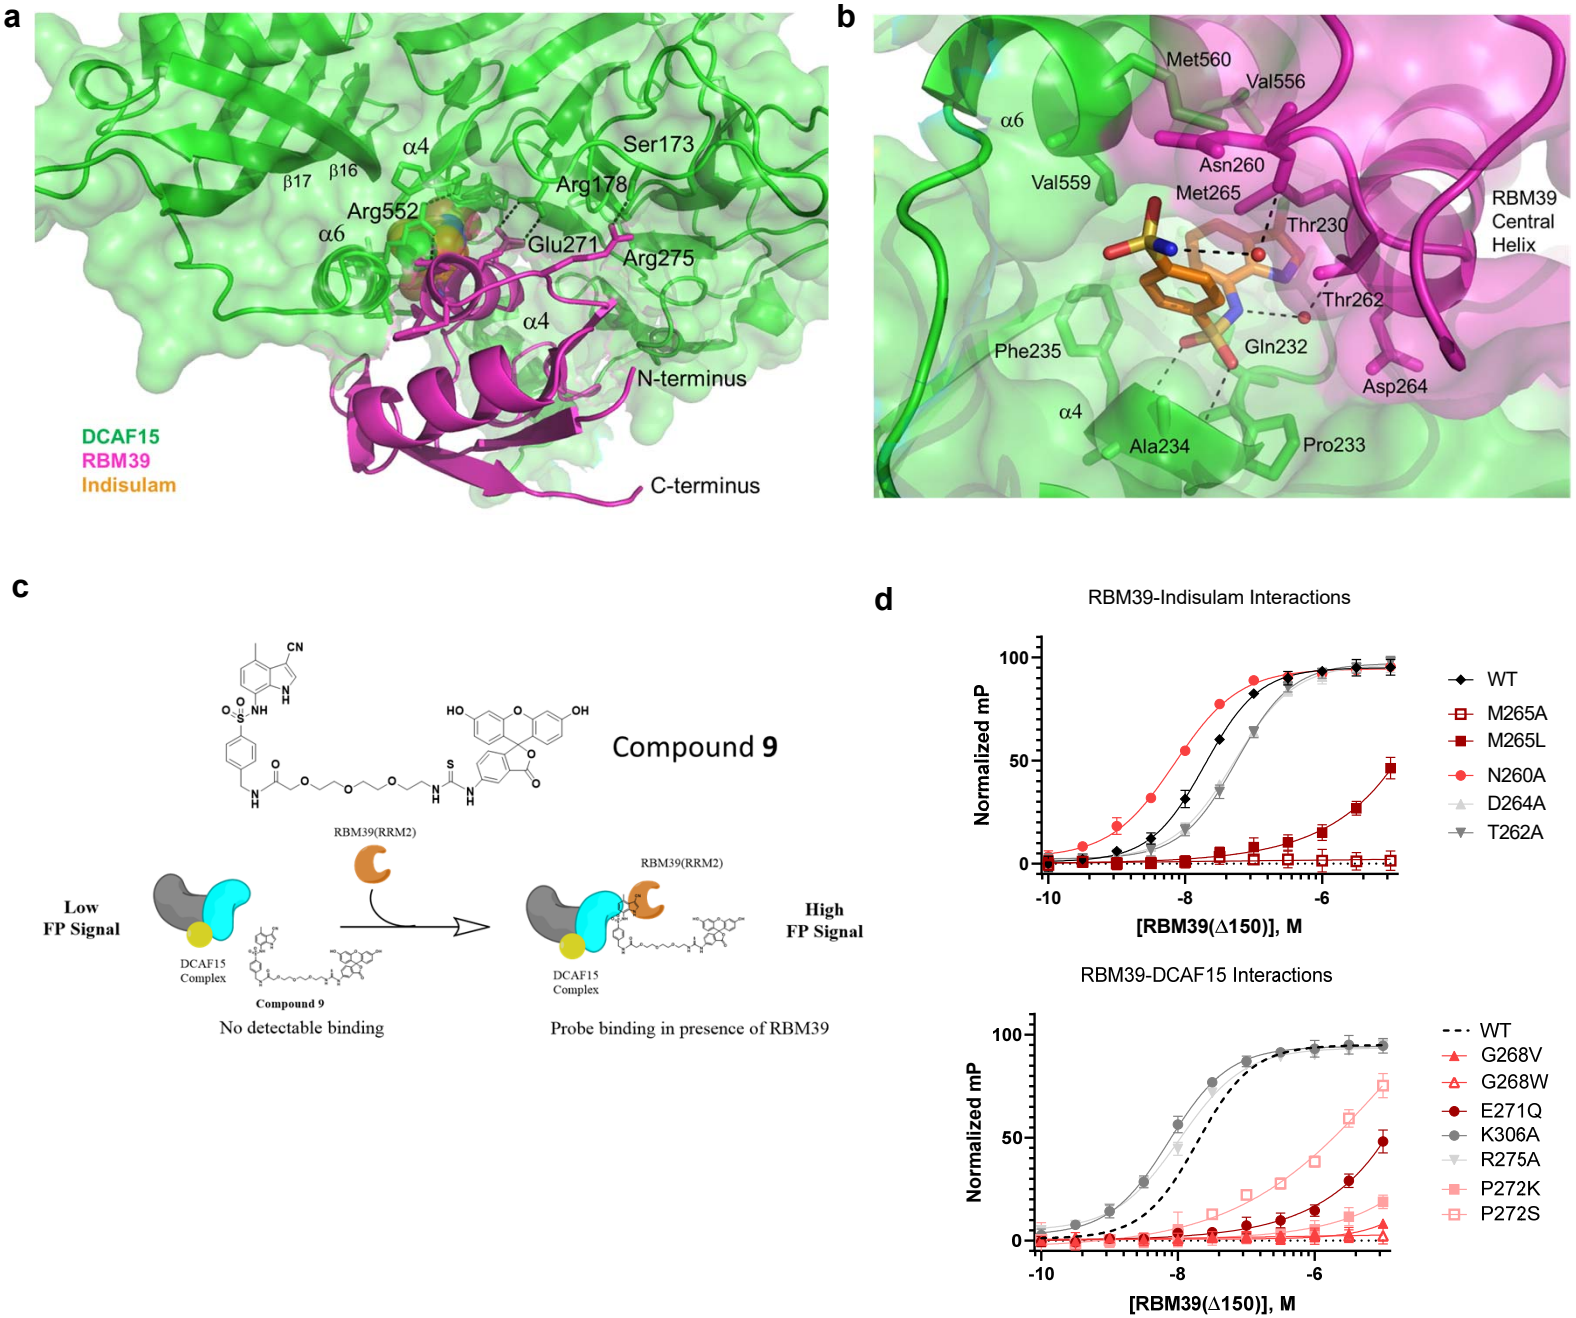 a
α4
β17
β16
Ser173
Arg178
Arg552
α6
Glu271
Arg275
α4
N-terminus
C-terminus
DCAF15
RBM39
Indisulam
b
Met560
Val556
α6
Asn260
Val559
Met265
RBM39
Central
Helix
Thr230
Thr262
Phe235
Gln232
Asp264
α4
Ala234
Pro233
c
CN
N
H
O
O
S
NH
O
N
H
O
O
O
N
H
S
N
H
HO
O
OH
O
O
Compound 9
RBM39(RRM2)
RBM39(RRM2)
Low
FP Signal
High
FP Signal
DCAF15
Complex
DCAF15
Complex
Compound 9
No detectable binding
Probe binding in presence of RBM39
d
RBM39-Indisulam Interactions
Normalized mP
100
50
0
-10
-8
-6
[RBM39(Δ150)], M
WT
M265A
M265L
N260A
D264A
T262A
RBM39-DCAF15 Interactions
Normalized mP
100
50
0
-10
-8
-6
[RBM39(Δ150)], M
WT
G268V
G268W
E271Q
K306A
R275A
P272K
P272S